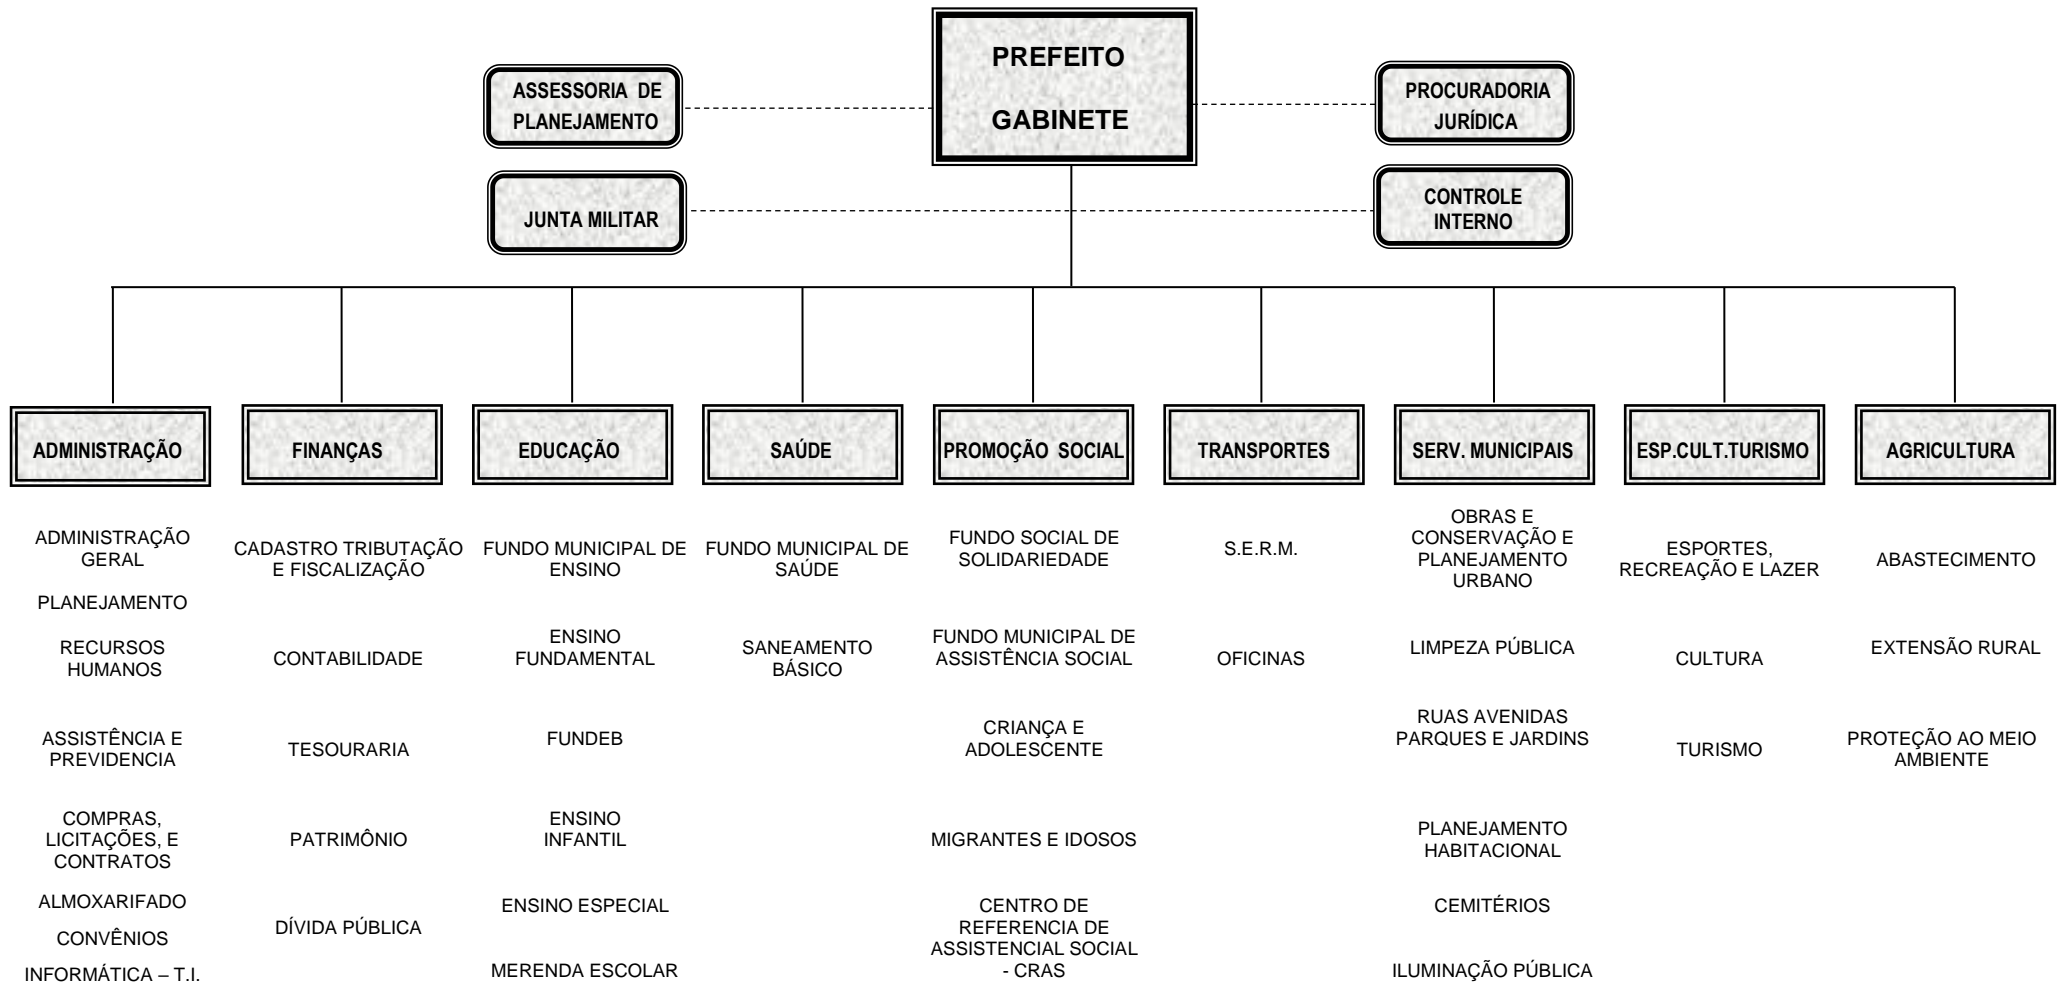 PREFEITO
GABINETE
ASSESSORIA DE
PLANEJAMENTO
PROCURADORIA
JURÍDICA
JUNTA MILITAR
CONTROLE
INTERNO
ADMINISTRAÇÃO
FINANÇAS
EDUCAÇÃO
SAÚDE
PROMOÇÃO SOCIAL
TRANSPORTES
SERV. MUNICIPAIS
ESP.CULT.TURISMO
AGRICULTURA
ADMINISTRAÇÃO
GERAL
PLANEJAMENTO
RECURSOS
HUMANOS
ASSISTÊNCIA E
PREVIDENCIA
COMPRAS,
LICITAÇÕES, E
CONTRATOS
ALMOXARIFADO
CONVÊNIOS
INFORMÁTICA – T.I.
CADASTRO TRIBUTAÇÃO
E FISCALIZAÇÃO
CONTABILIDADE
TESOURARIA
PATRIMÔNIO
DÍVIDA PÚBLICA
FUNDO MUNICIPAL DE
ENSINO
ENSINO
FUNDAMENTAL
FUNDEB
ENSINO
INFANTIL
ENSINO ESPECIAL
MERENDA ESCOLAR
FUNDO MUNICIPAL DE
SAÚDE
SANEAMENTO
BÁSICO
FUNDO SOCIAL DE
SOLIDARIEDADE
FUNDO MUNICIPAL DE
ASSISTÊNCIA SOCIAL
CRIANÇA E
ADOLESCENTE
MIGRANTES E IDOSOS
CENTRO DE
REFERENCIA DE
ASSISTENCIAL SOCIAL
- CRAS
S.E.R.M.
OFICINAS
OBRAS E
CONSERVAÇÃO E
PLANEJAMENTO
URBANO
LIMPEZA PÚBLICA
RUAS AVENIDAS
PARQUES E JARDINS
PLANEJAMENTO
HABITACIONAL
CEMITÉRIOS
ILUMINAÇÃO PÚBLICA
ESPORTES,
RECREAÇÃO E LAZER
CULTURA
TURISMO
ABASTECIMENTO
EXTENSÃO RURAL
PROTEÇÃO AO MEIO
AMBIENTE